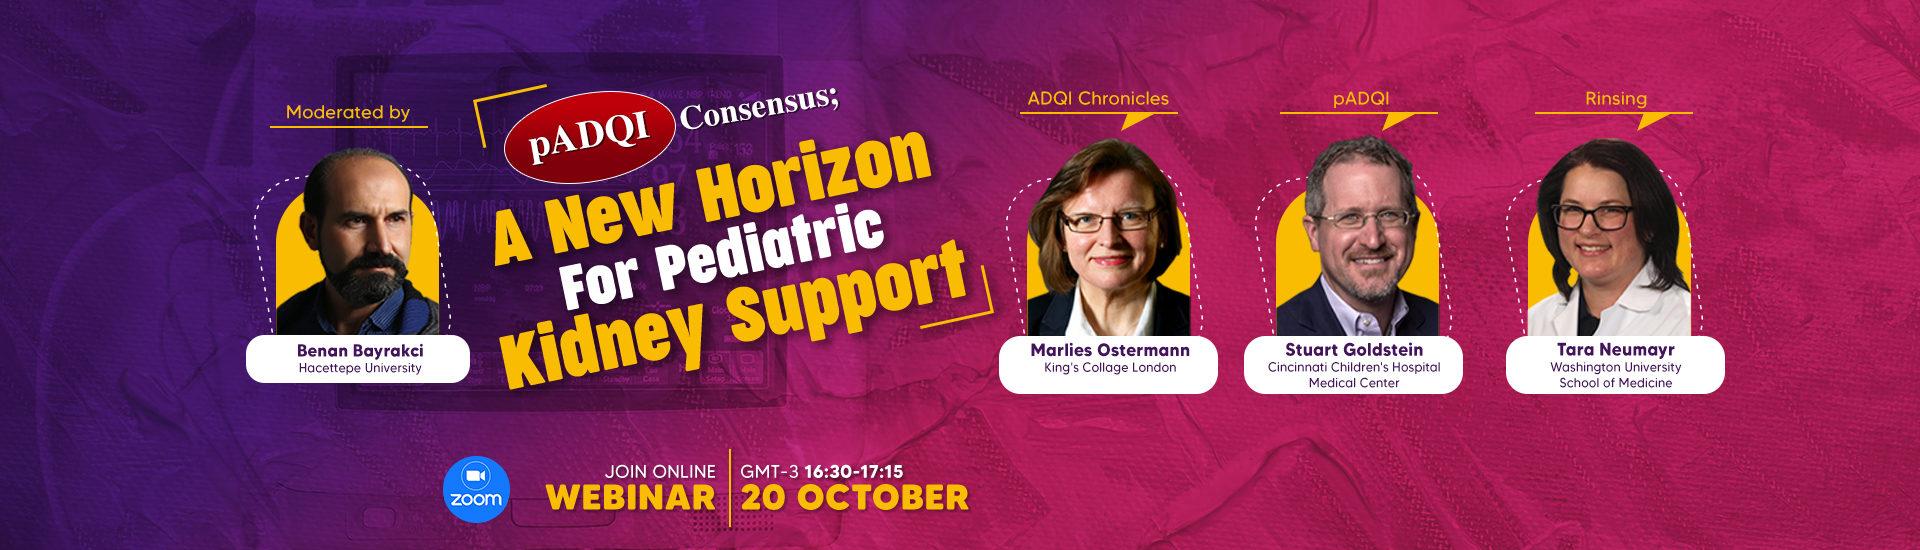 Moderated by
Benan Bayrakci
Hacettepe University
pADQI Consensus;
A New Horizon
For Pediatric
Kidney Support
ADQI Chronicles
Marlies Ostermann
King's Collage London
pADQI
Stuart Goldstein
Cincinnati Children's Hospital
Medical Center
Rinsing
Tara Neumayr
Washington University
School of Medicine
zoom
JOIN ONLINE
WEBINAR
GMT-3 16:30-17:15
20 OCTOBER